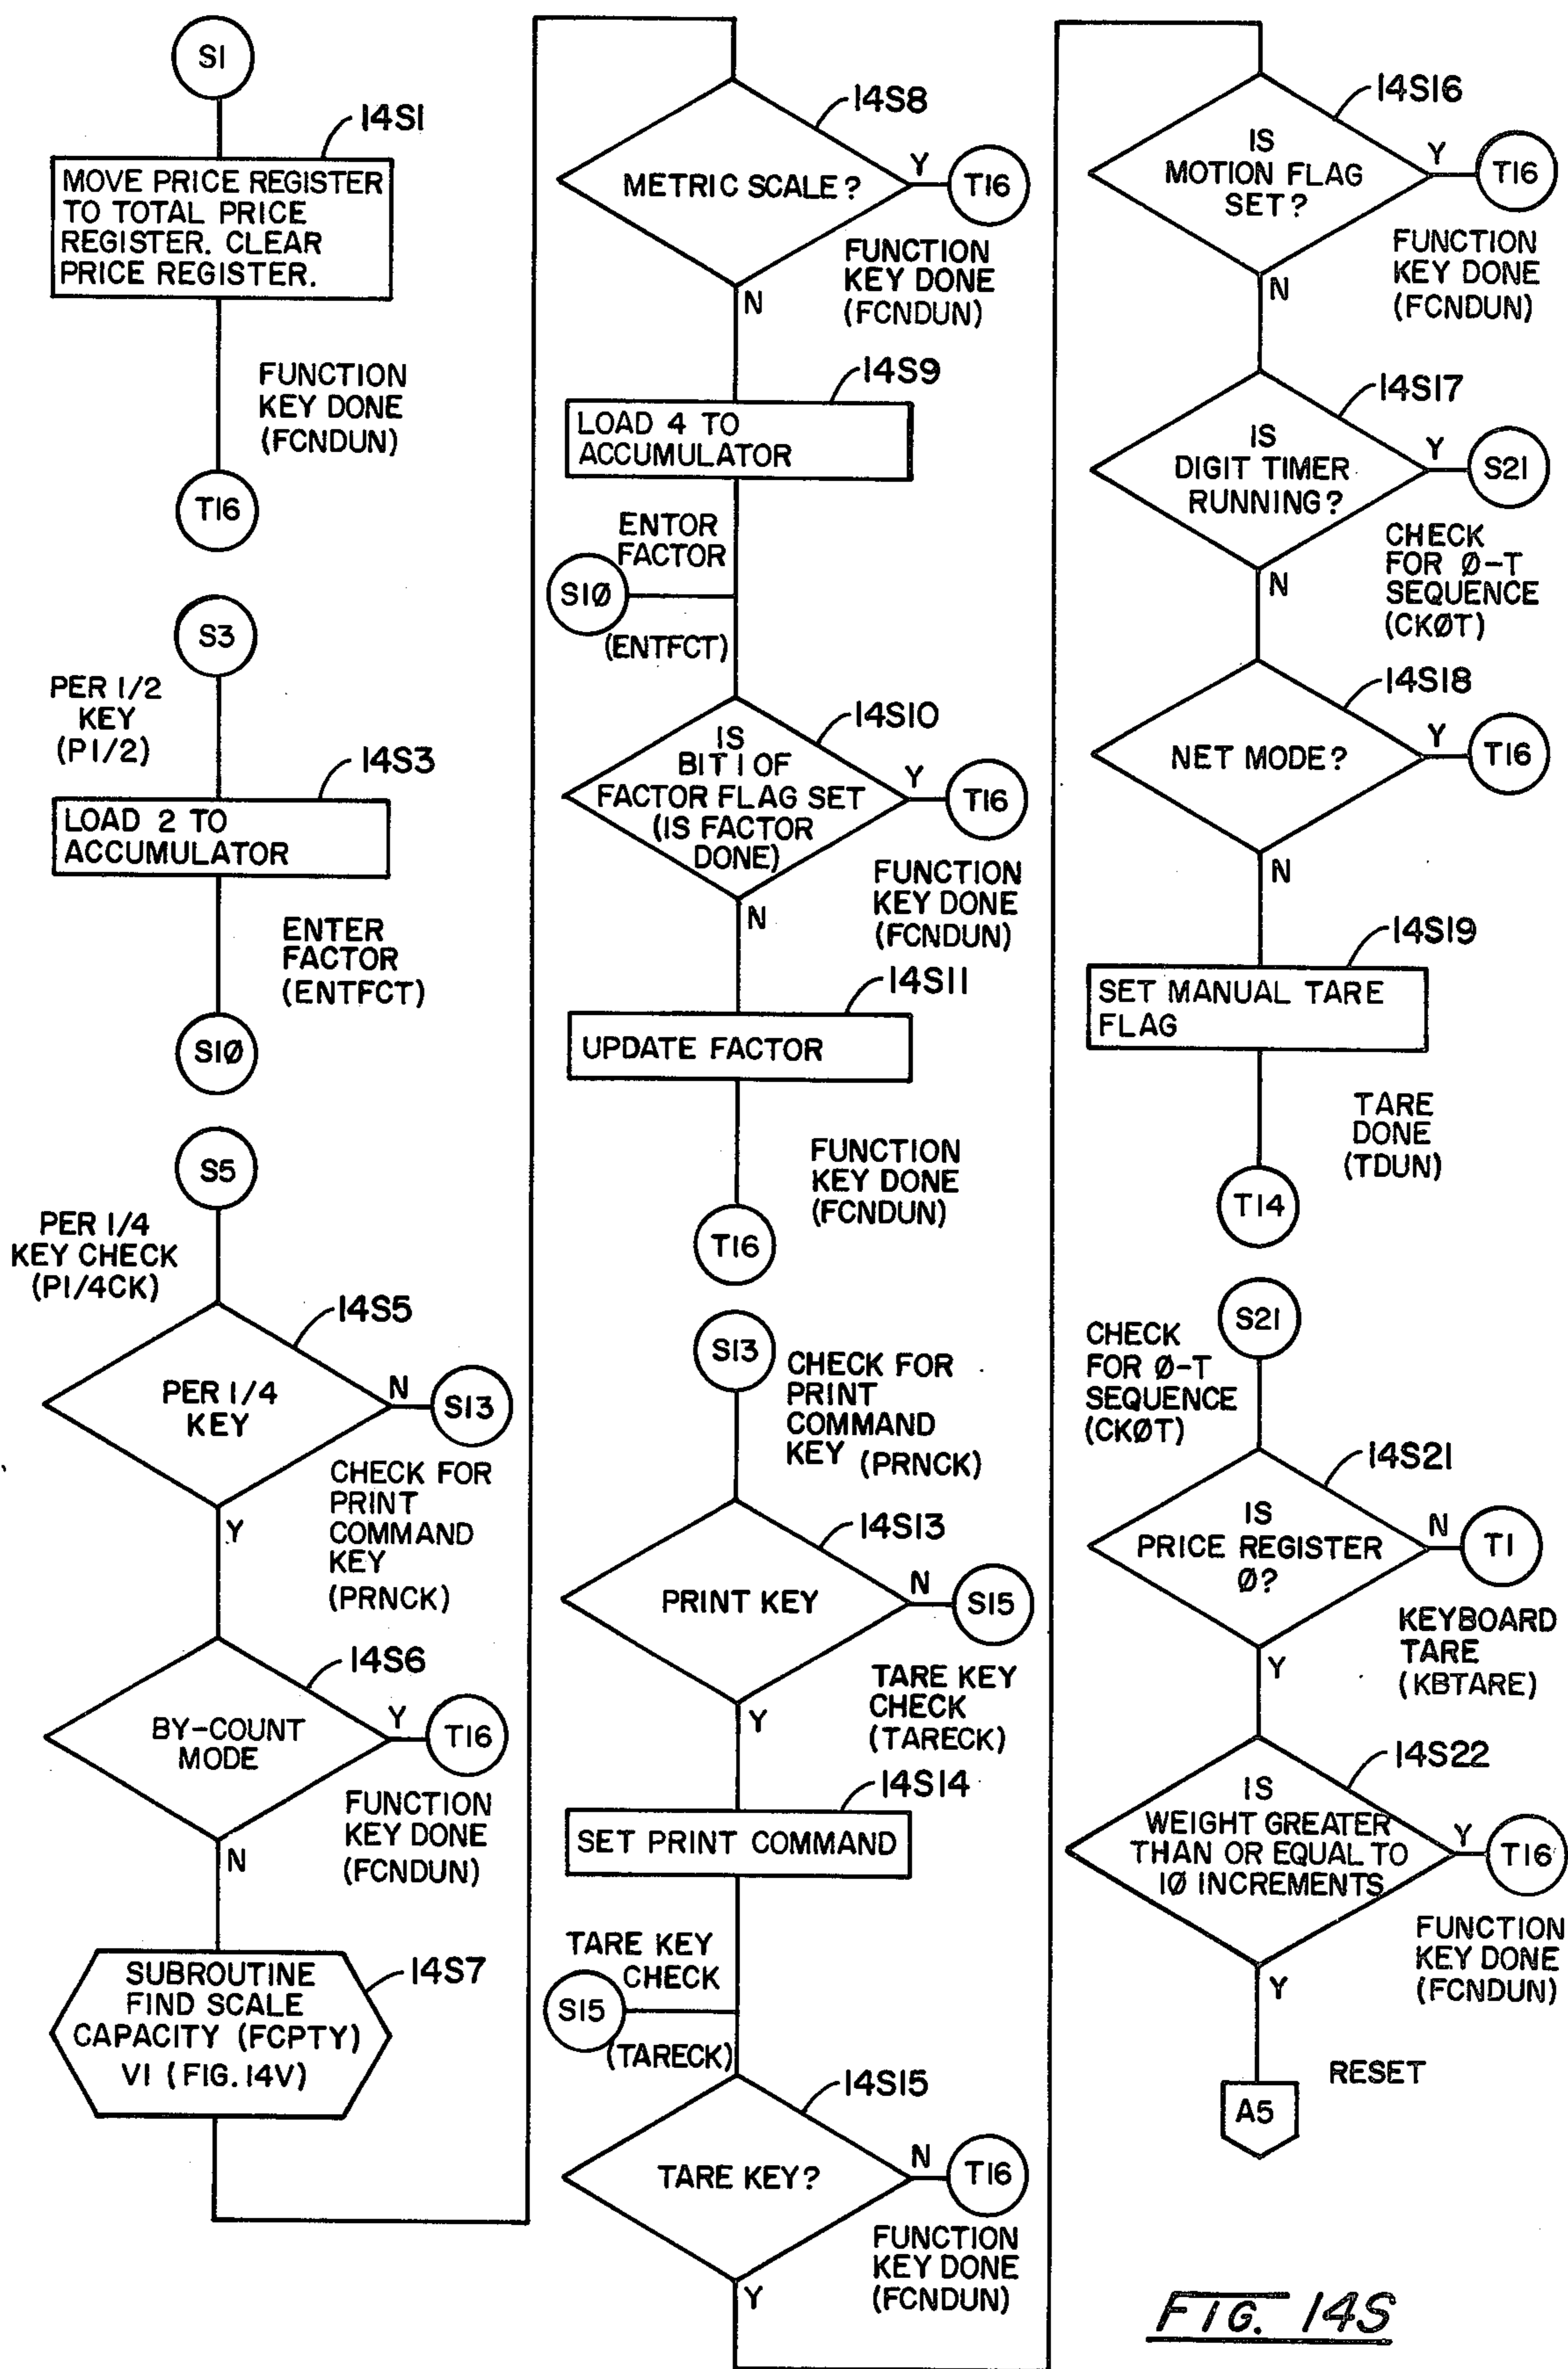 S1
14S1
MOVE PRICE REGISTER
TO TOTAL PRICE
REGISTER. CLEAR
PRICE REGISTER.
FUNCTION
KEY DONE
(FCNDUN)
T16
S3
PER 1/2
KEY
(P1/2)
14S3
LOAD 2 TO
ACCUMULATOR
ENTER
FACTOR
(ENTFCT)
S1Ø
S5
PER 1/4
KEY CHECK
(P1/4CK)
14S5
PER 1/4
KEY
N
S13
CHECK FOR
PRINT
COMMAND
KEY
(PRNCK)
Y
14S6
BY-COUNT
MODE
Y
T16
FUNCTION
KEY DONE
(FCNDUN)
N
14S7
SUBROUTINE
FIND SCALE
CAPACITY (FCPTY)
V1 (FIG. 14V)
14S8
METRIC SCALE?
Y
T16
FUNCTION
KEY DONE
(FCNDUN)
N
14S9
LOAD 4 TO
ACCUMULATOR
ENTOR
FACTOR
S1Ø
(ENTFCT)
14S10
IS
BIT 1 OF
FACTOR FLAG SET
(IS FACTOR
DONE)
Y
T16
FUNCTION
KEY DONE
(FCNDUN)
N
14S11
UPDATE FACTOR
FUNCTION
KEY DONE
(FCNDUN)
T16
S13
CHECK FOR
PRINT
COMMAND
KEY (PRNCK)
14S13
PRINT KEY
N
S15
TARE KEY
CHECK
(TARECK)
Y
14S14
SET PRINT COMMAND
TARE KEY
CHECK
S15
(TARECK)
14S15
TARE KEY?
N
T16
FUNCTION
KEY DONE
(FCNDUN)
Y
14S16
IS
MOTION FLAG
SET?
Y
T16
FUNCTION
KEY DONE
(FCNDUN)
N
14S17
IS
DIGIT TIMER
RUNNING?
Y
S21
CHECK
FOR Ø-T
SEQUENCE
(CKØT)
N
14S18
NET MODE?
Y
T16
N
14S19
SET MANUAL TARE
FLAG
TARE
DONE
(TDUN)
T14
S21
CHECK
FOR Ø-T
SEQUENCE
(CKØT)
14S21
IS
PRICE REGISTER
Ø?
N
T1
KEYBOARD
TARE
(KBTARE)
Y
14S22
IS
WEIGHT GREATER
THAN OR EQUAL TO
1Ø INCREMENTS
Y
T16
FUNCTION
KEY DONE
(FCNDUN)
Y
RESET
A5
FIG. 14S